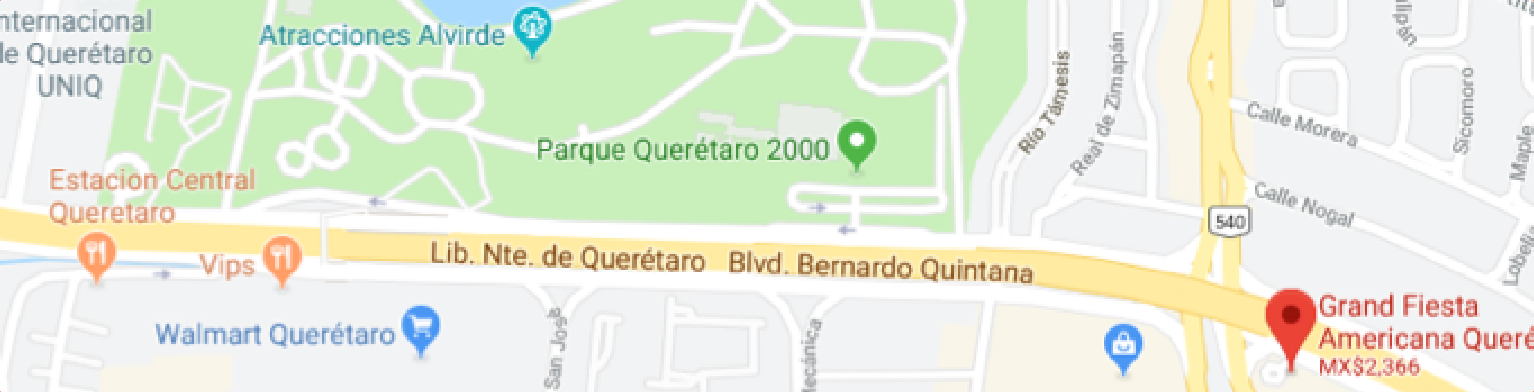 nternacional
de Querétaro
UNIQ
Atracciones Alvirde
Parque Querétaro 2000
Estacion Central
Queretaro
Vips
Walmart Querétaro
Lib. Nte. de Querétaro
Blvd. Bernardo Quintana
San José
Mecánica
Río Támesis
Real de Zimapán
540
Calle Morera
Calle Nogal
Sicomoro
Maple
Grand Fiesta
Americana Queré
MX$2,366